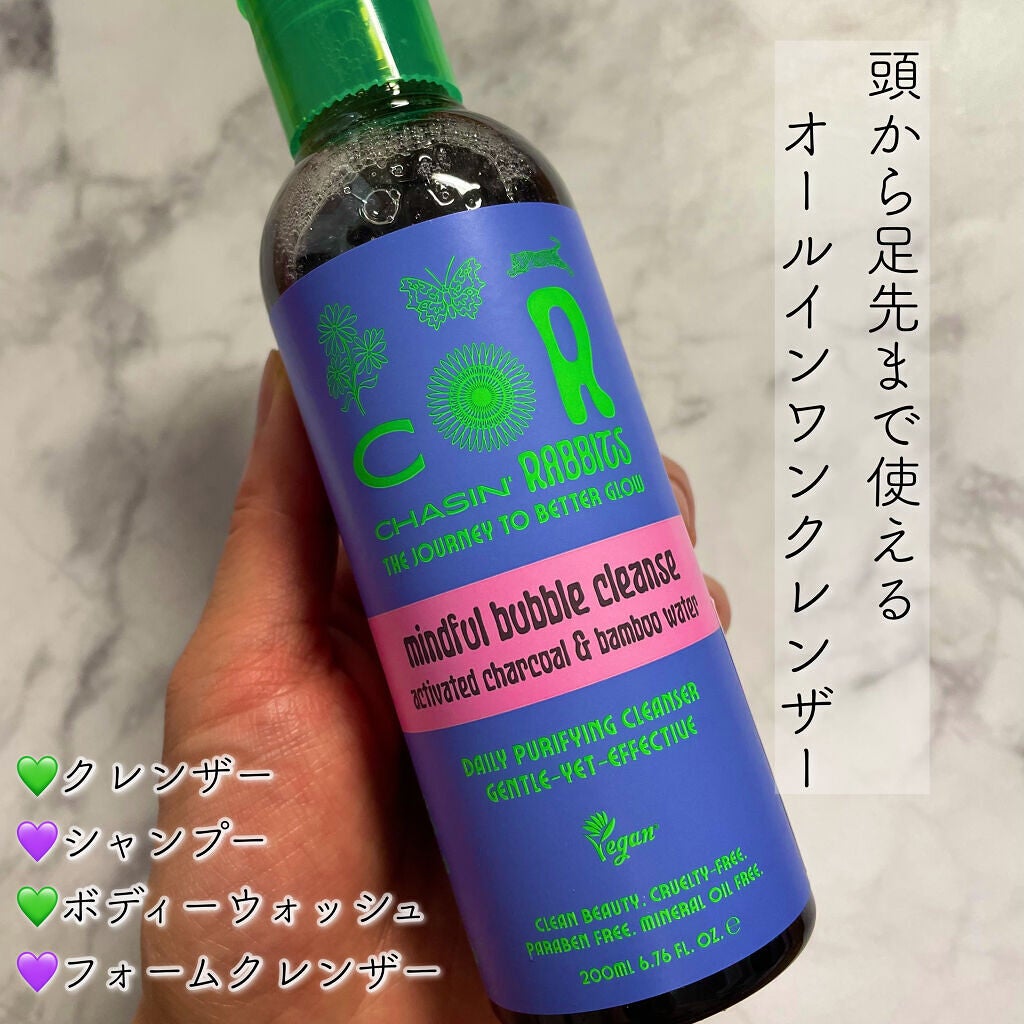 頭から足先まで使える
オールインワンクレンザー
COR
CHASIN' RABBITS
THE JOURNEY TO BETTER GLOW
mindful bubble cleanse
activated charcoal & bamboo water
DAILY PURIFYING CLEANSER
GENTLE-YET-EFFECTIVE
Vegan
CLEAN BEAUTY: CRUELTY-FREE.
PARABEN FREE. MINERAL OIL FREE.
200ML 6.76 FL. OZ. ℮
💚クレンザー
💜シャンプー
💚ボディーウォッシュ
💜フォームクレンザー